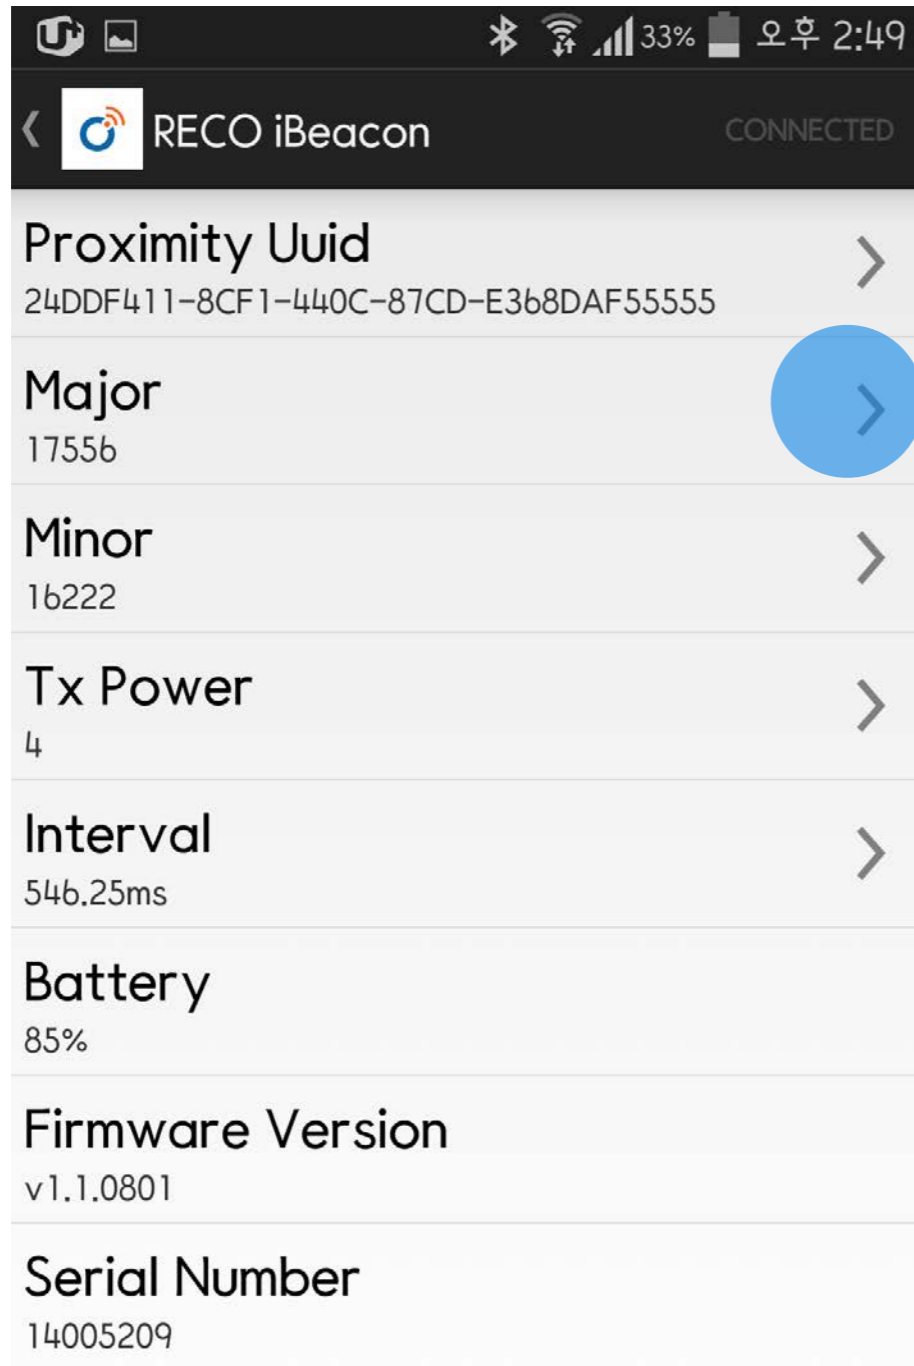 33% 오후 2:49
RECO iBeacon CONNECTED
Proximity Uuid
24DDF411-8CF1-440C-87CD-E368DAF55555
Major
17556
Minor
16222
Tx Power
4
Interval
546.25ms
Battery
85%
Firmware Version
v1.1.0801
Serial Number
14005209